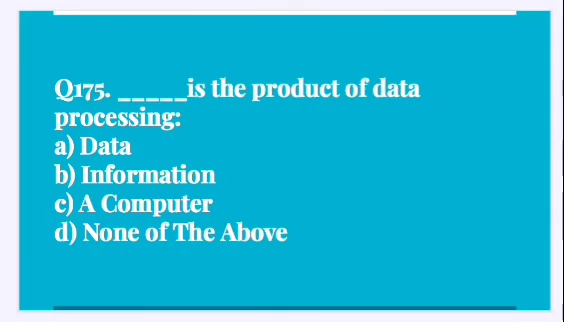 Q175. _____is the product of data
processing:
a) Data
b) Information
c) A Computer
d) None of The Above